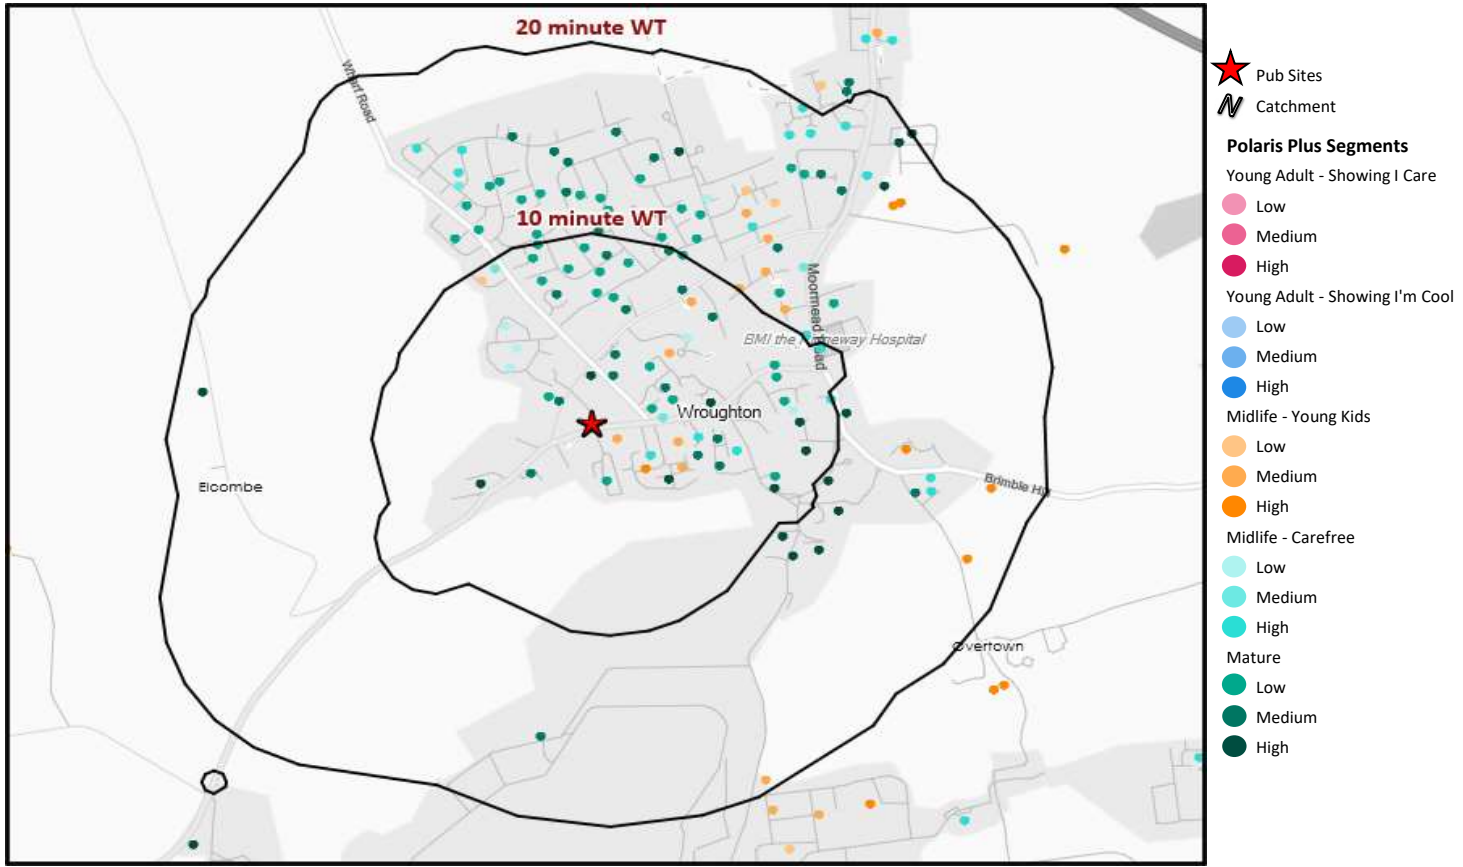 20 minute WT
Wharf Road
10 minute WT
Moormead Road
BMI the Ridgeway Hospital
Wroughton
Elcombe
Brimble Hill
Overtown
Pub Sites
Catchment
Polaris Plus Segments
Young Adult - Showing I Care
Low
Medium
High
Young Adult - Showing I'm Cool
Low
Medium
High
Midlife - Young Kids
Low
Medium
High
Midlife - Carefree
Low
Medium
High
Mature
Low
Medium
High